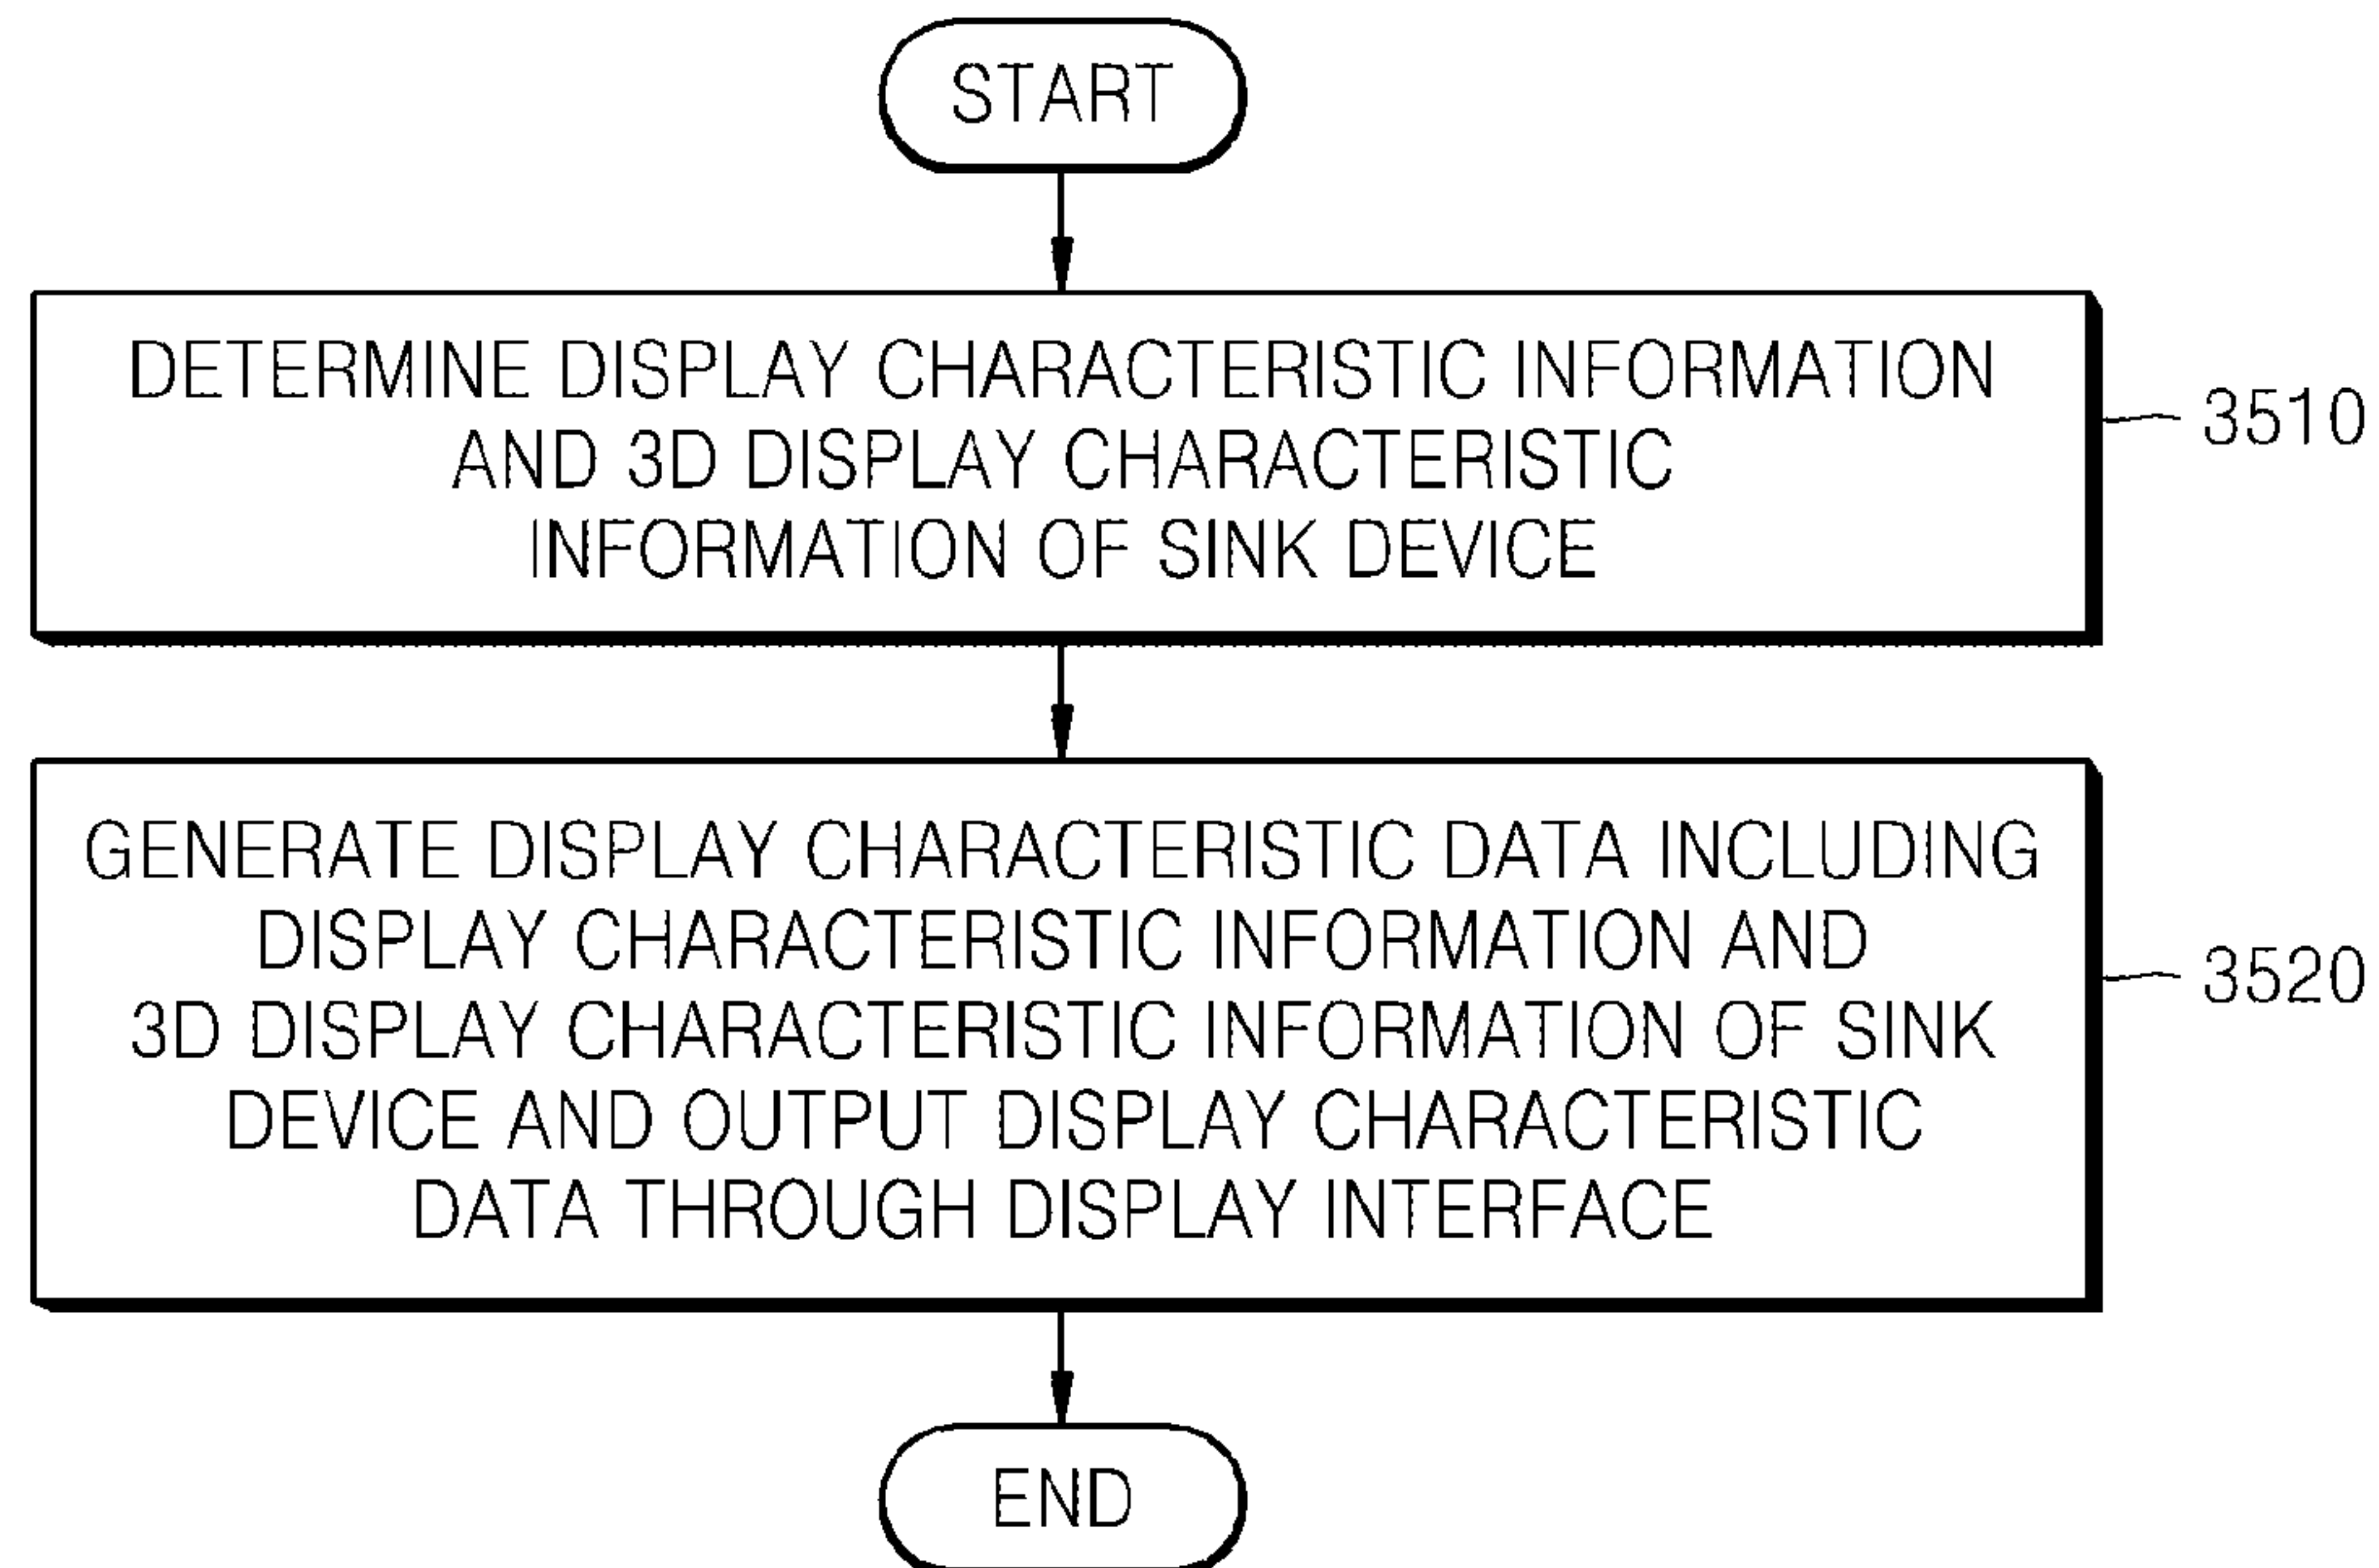 START
DETERMINE DISPLAY CHARACTERISTIC INFORMATION
AND 3D DISPLAY CHARACTERISTIC
INFORMATION OF SINK DEVICE
3510
GENERATE DISPLAY CHARACTERISTIC DATA INCLUDING
DISPLAY CHARACTERISTIC INFORMATION AND
3D DISPLAY CHARACTERISTIC INFORMATION OF SINK
DEVICE AND OUTPUT DISPLAY CHARACTERISTIC
DATA THROUGH DISPLAY INTERFACE
3520
END